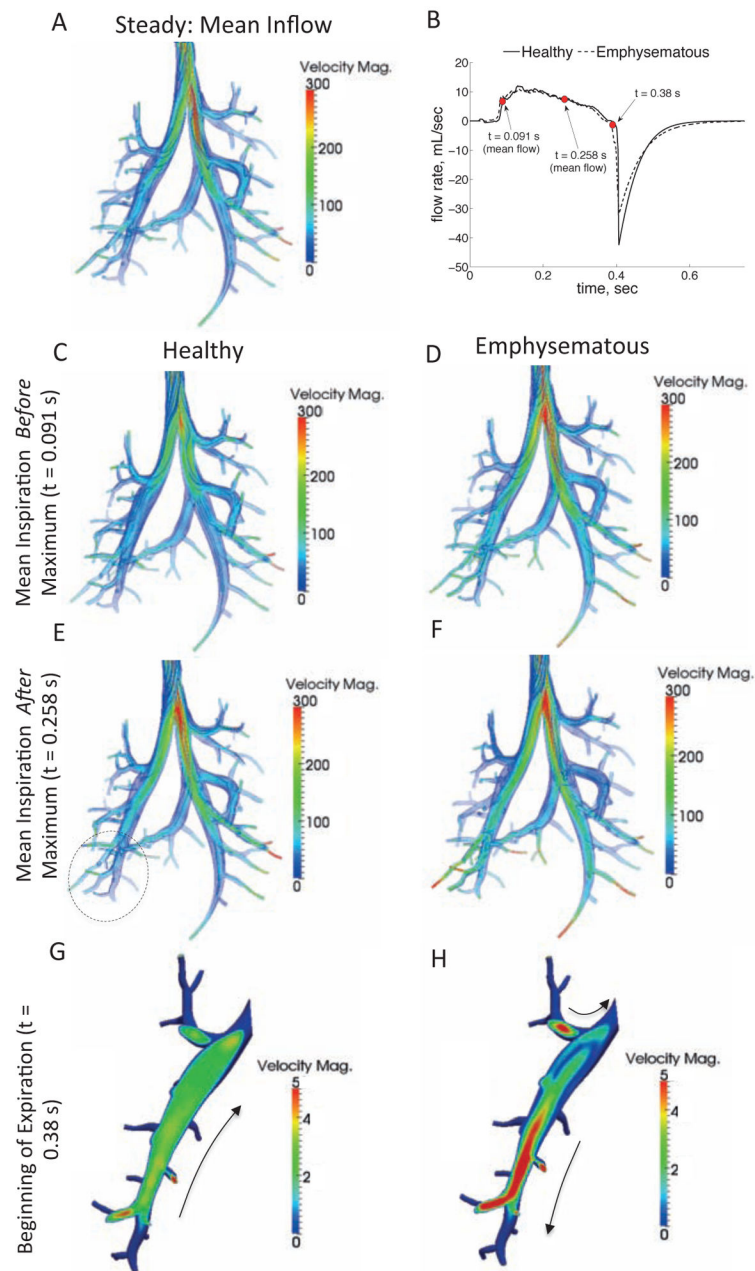 A
Steady: Mean Inflow
Velocity Mag.
300
200
100
0
B
Healthy
Emphysematous
flow rate, mL/sec
20
10
0
−10
−20
−30
−40
−50
0
0.2
0.4
0.6
time, sec
t = 0.091 s
(mean flow)
t = 0.258 s
(mean flow)
t = 0.38 s
Healthy
Emphysematous
Mean Inspiration Before
Maximum (t = 0.091 s)
C
Velocity Mag.
300
200
100
0
D
Velocity Mag.
300
200
100
0
Mean Inspiration After
Maximum (t = 0.258 s)
E
Velocity Mag.
300
200
100
0
F
Velocity Mag.
300
200
100
0
Beginning of Expiration (t =
0.38 s)
G
Velocity Mag.
5
4
2
0
H
Velocity Mag.
5
4
2
0